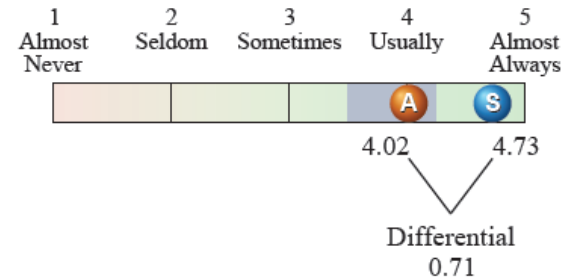 1 2 3 4 5
Almost Never Seldom Sometimes Usually Almost Always
A S
4.02 4.73
Differential
0.71